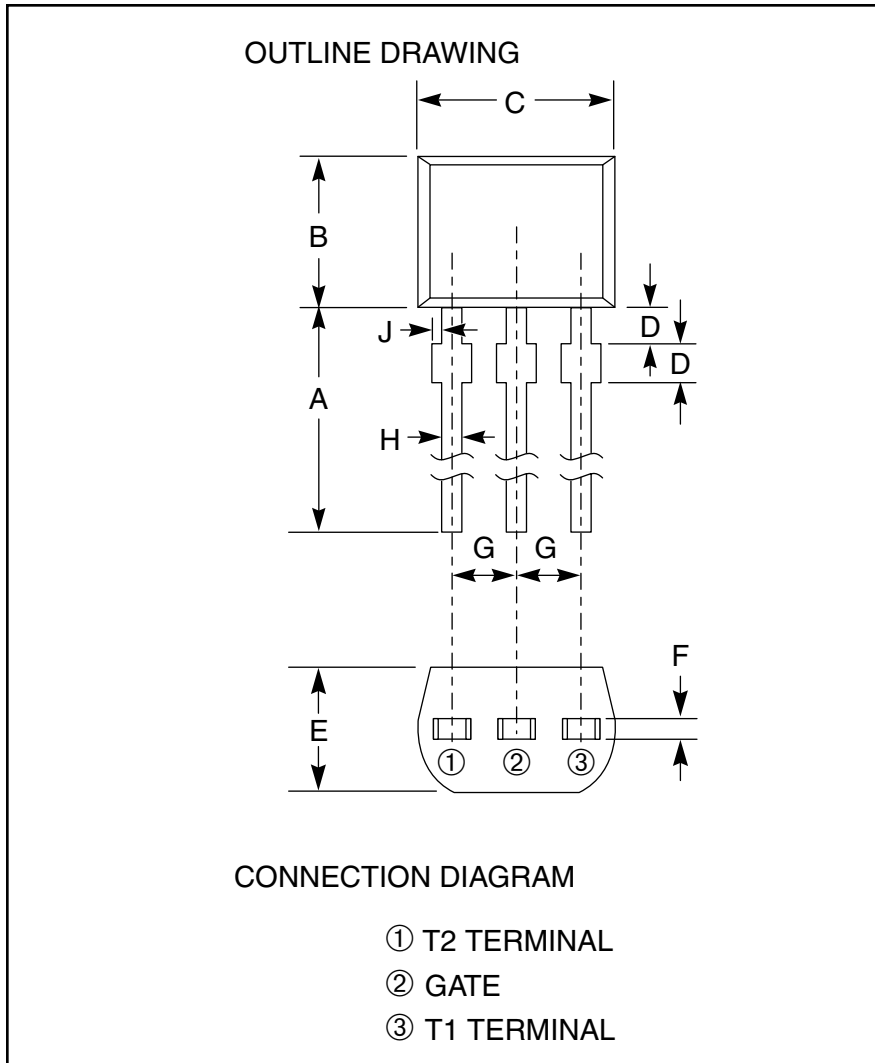 OUTLINE DRAWING
C
B
J
D
D
A
H
G G
F
E
① ② ③
CONNECTION DIAGRAM
① T2 TERMINAL
② GATE
③ T1 TERMINAL